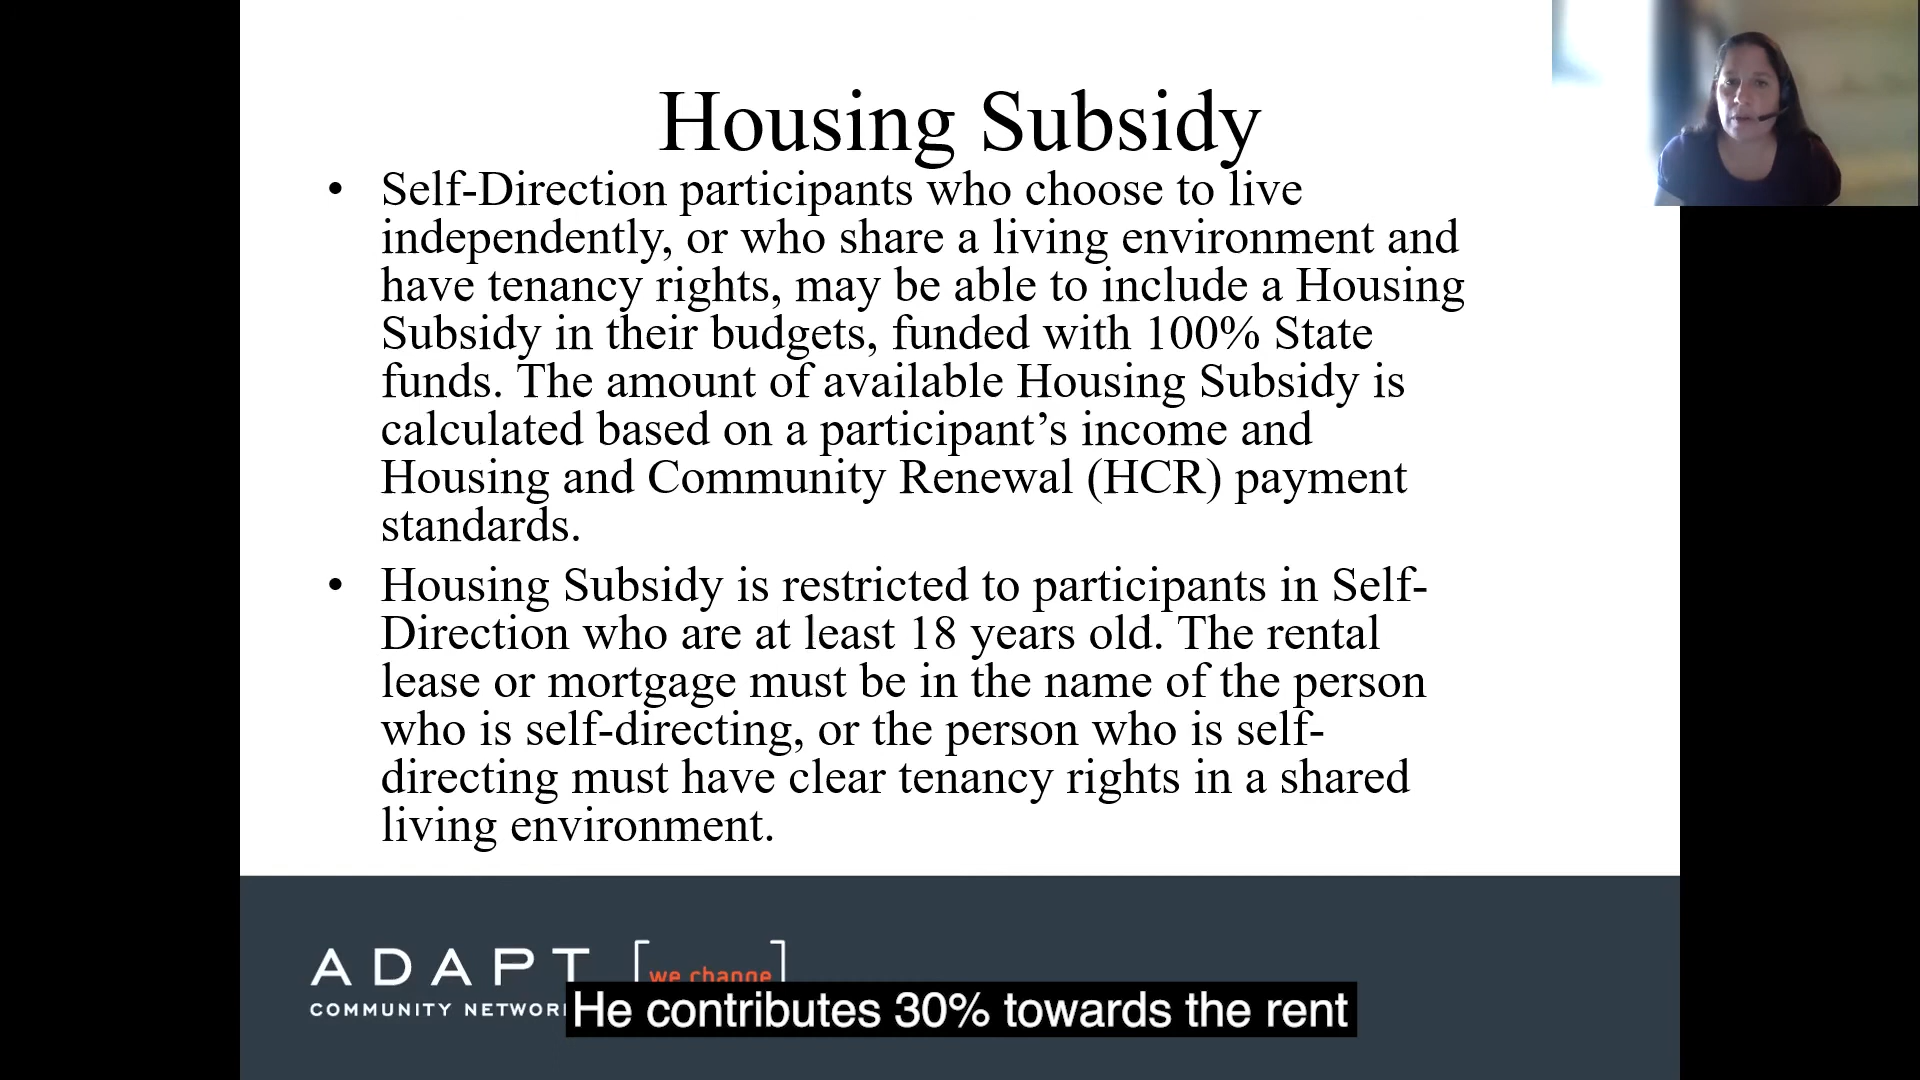 Housing Subsidy
• Self-Direction participants who choose to live
independently, or who share a living environment and
have tenancy rights, may be able to include a Housing
Subsidy in their budgets, funded with 100% State
funds. The amount of available Housing Subsidy is
calculated based on a participant’s income and
Housing and Community Renewal (HCR) payment
standards.
• Housing Subsidy is restricted to participants in Self-
Direction who are at least 18 years old. The rental
lease or mortgage must be in the name of the person
who is self-directing, or the person who is self-
directing must have clear tenancy rights in a shared
living environment.
ADAPT
COMMUNITY NETWORK
[we change]
He contributes 30% towards the rent